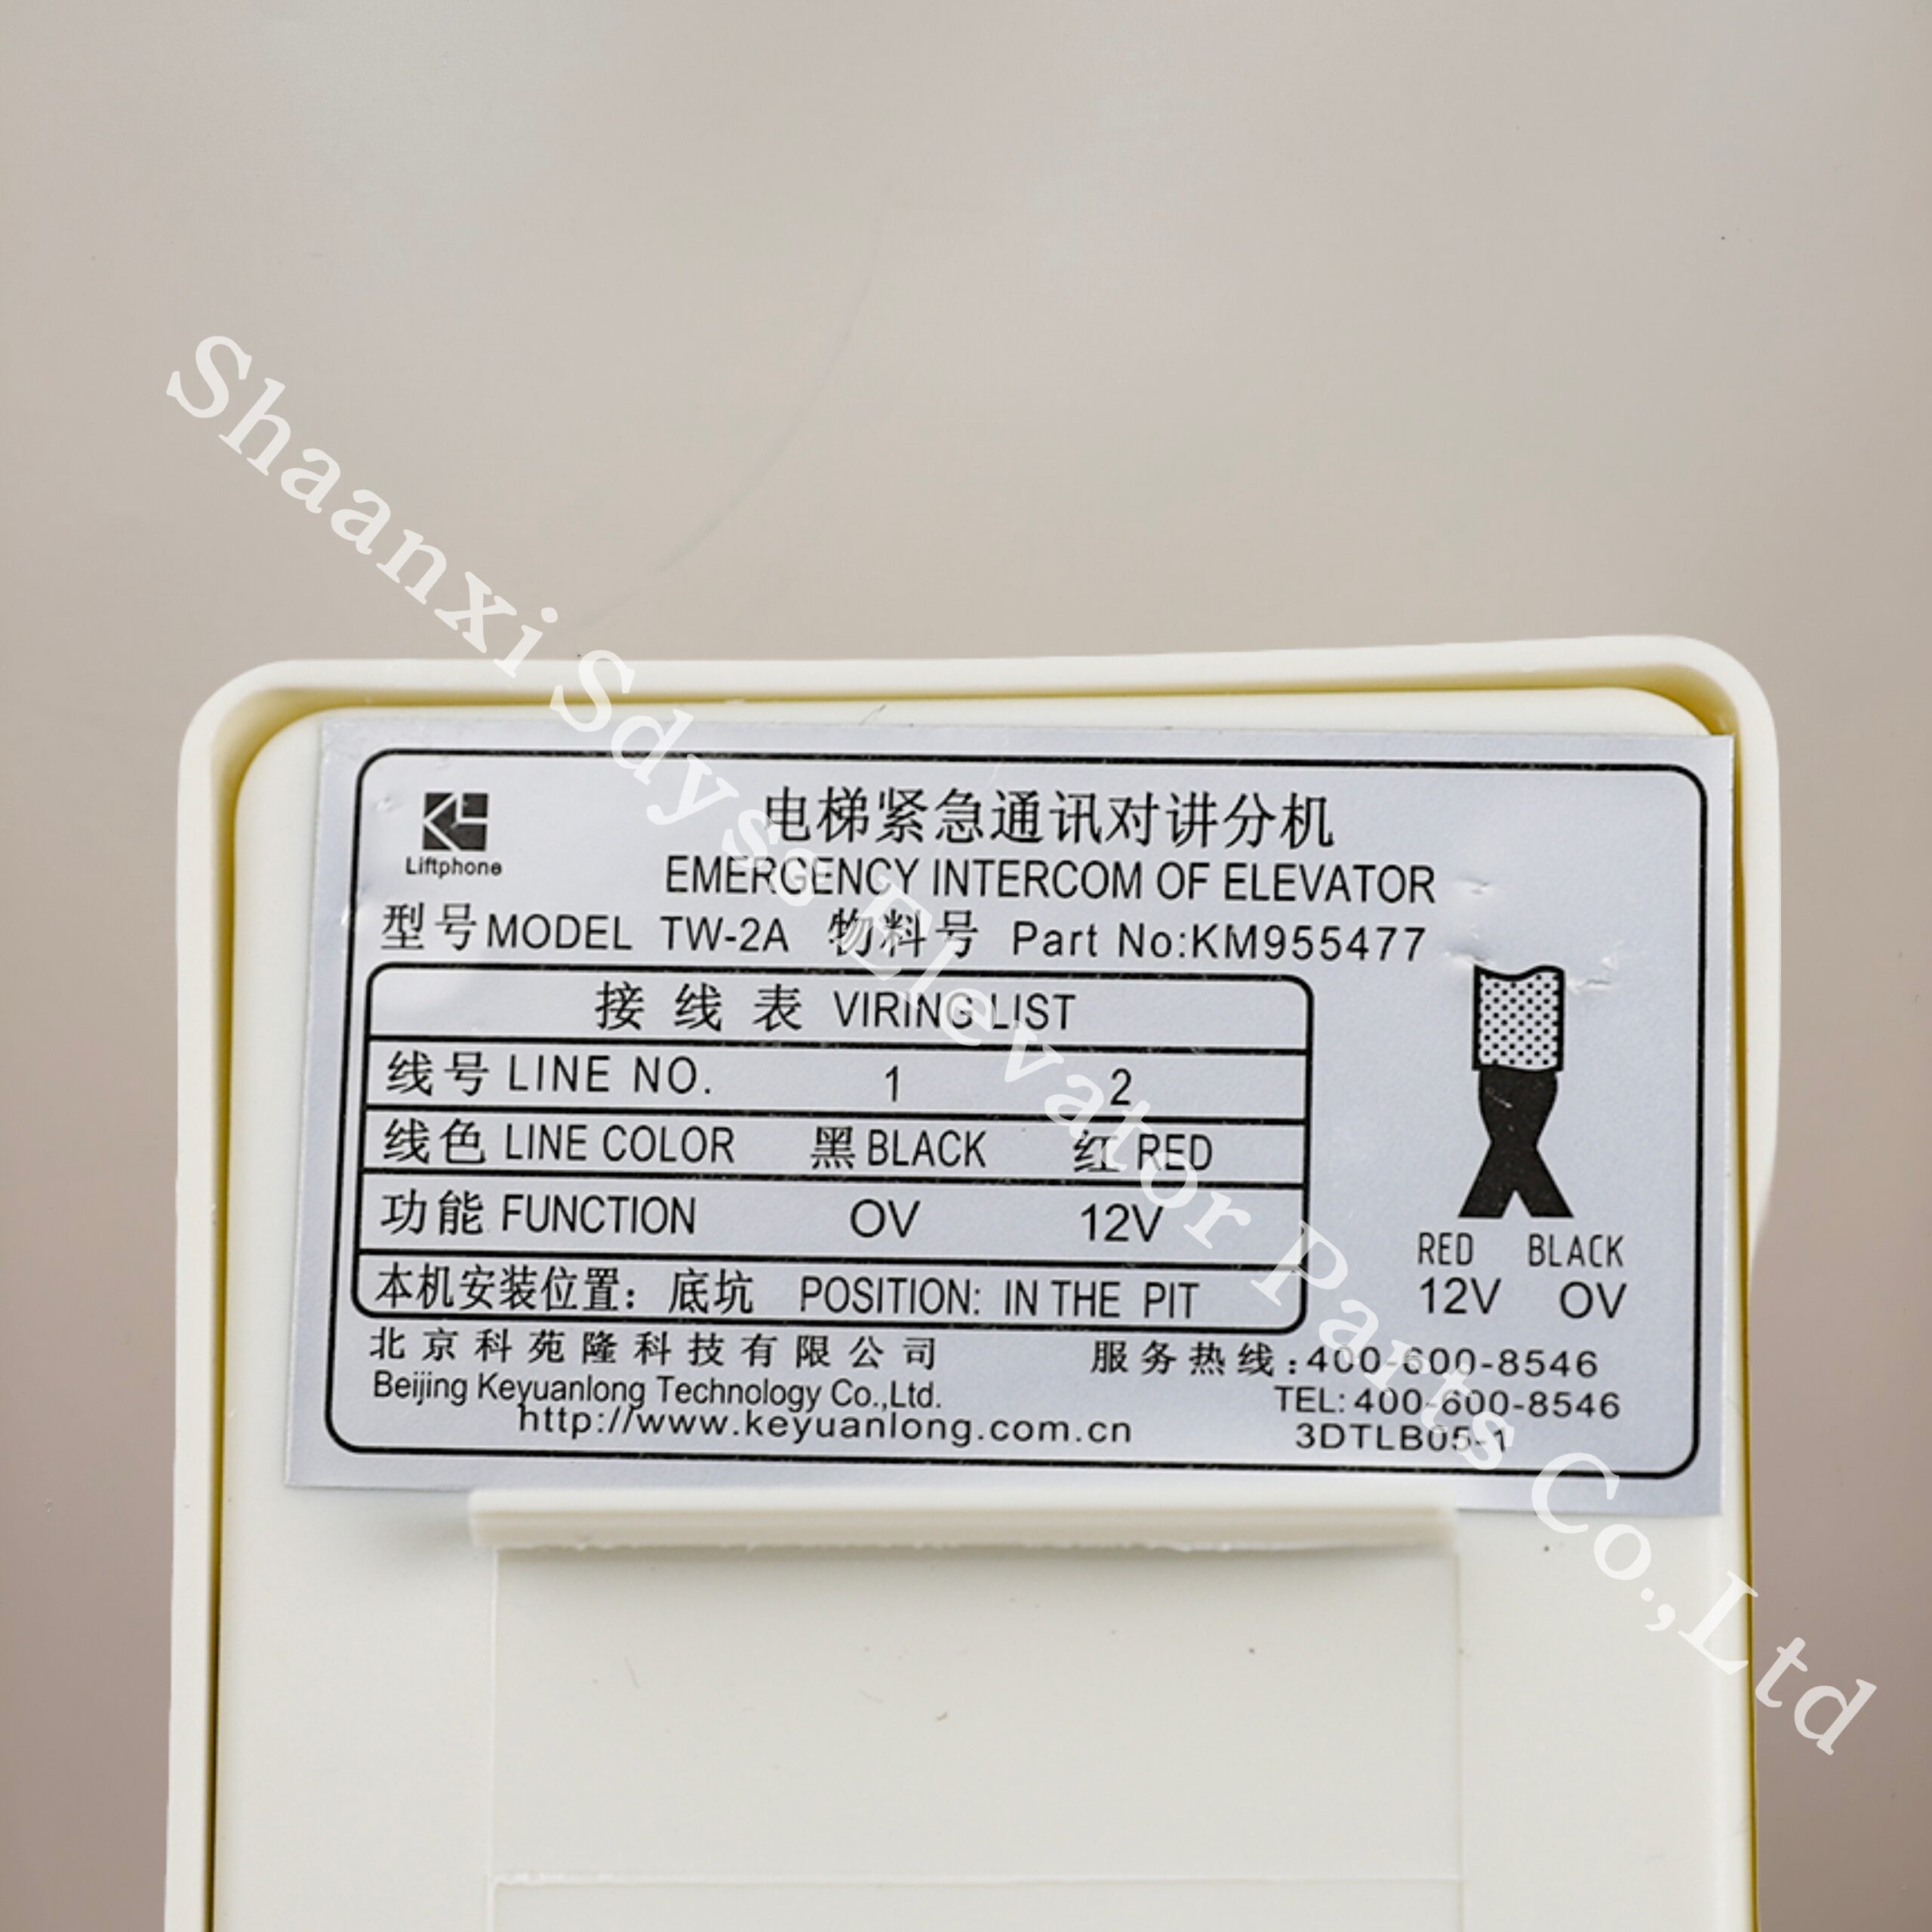 Liftphone
电梯紧急通讯对讲分机
EMERGENCY INTERCOM OF ELEVATOR
型号MODEL TW-2A 物料号 Part No:KM955477
接线表 VIRING LIST
线号 LINE NO. 1 2
线色 LINE COLOR 黑 BLACK 红 RED
功能 FUNCTION OV 12V
本机安装位置：底坑 POSITION: IN THE PIT
RED BLACK
12V OV
北京科苑隆科技有限公司
Beijing Keyuanlong Technology Co.,Ltd.
http://www.keyuanlong.com.cn
服务热线:400-600-8546
TEL:400-600-8546
3DTLB05-1
Shaanxi Sdyss Elevator Parts Co.,Ltd